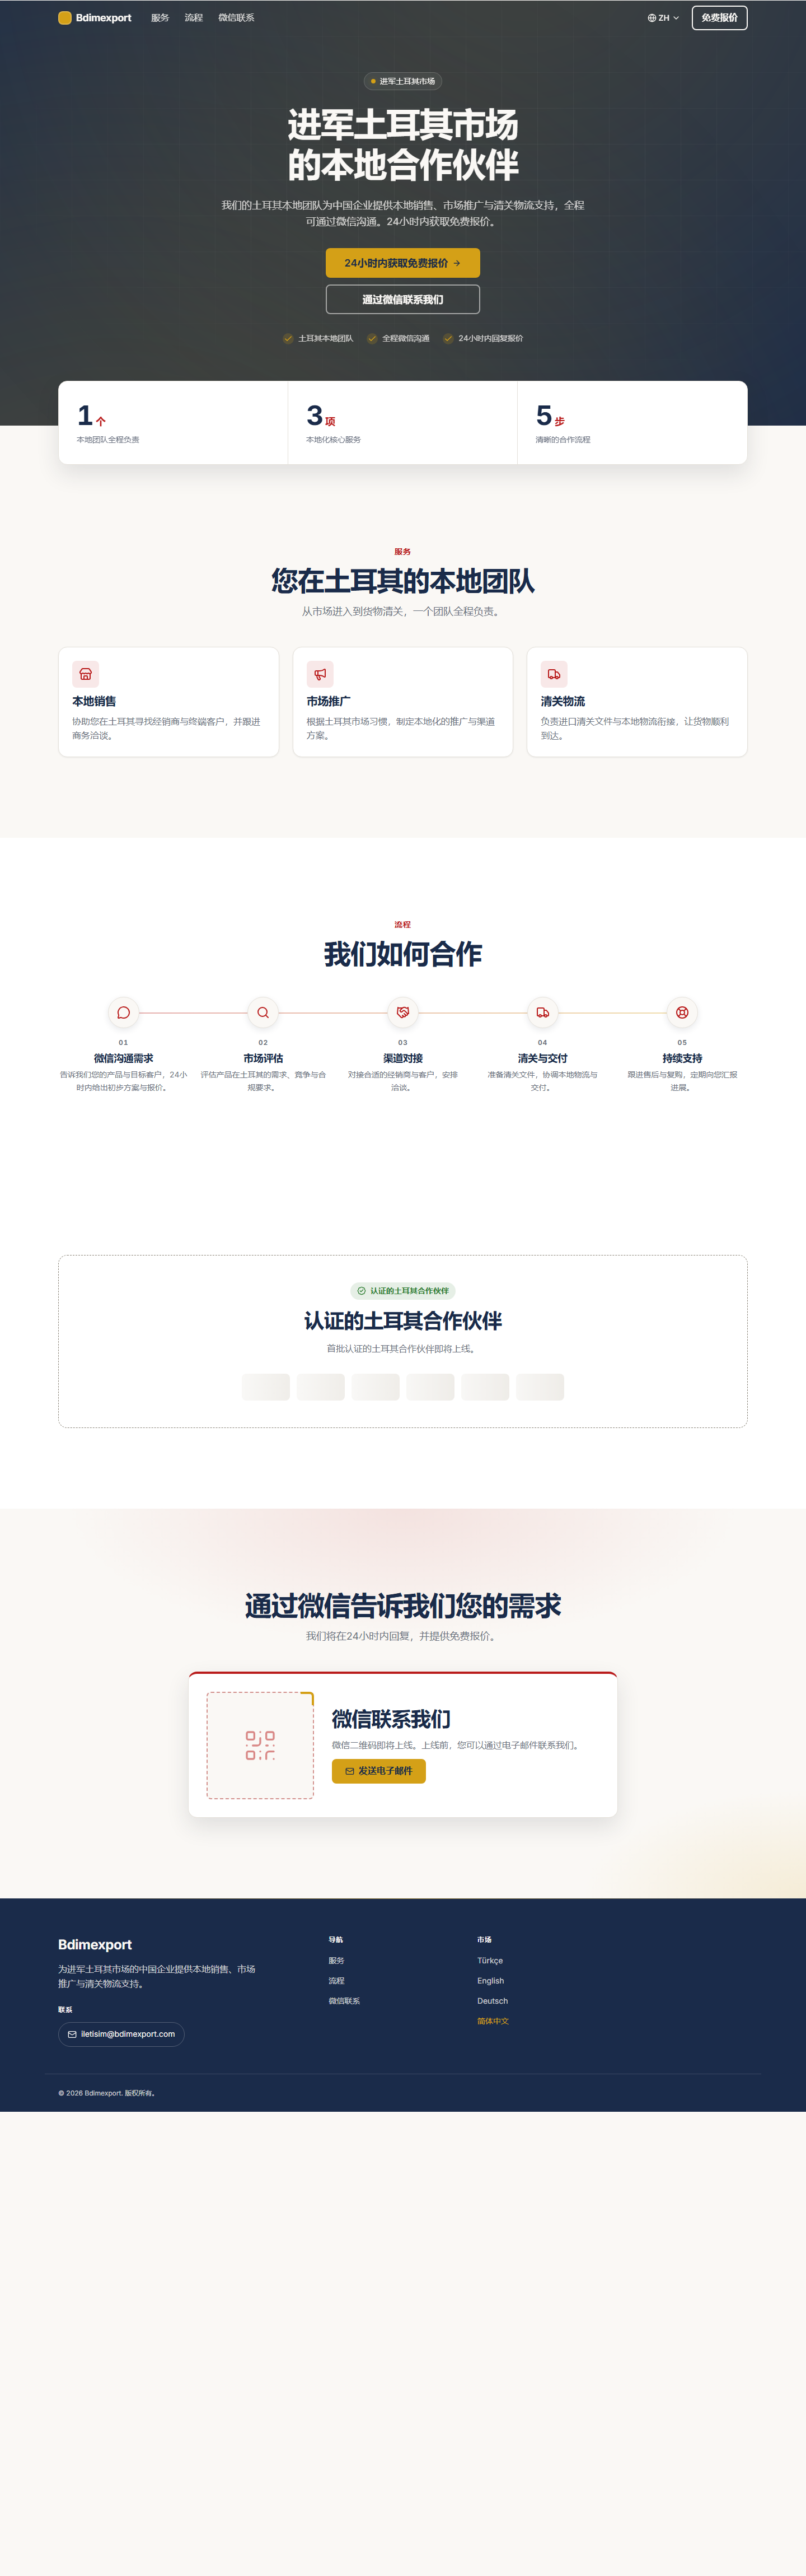 Bdimexport 服务 流程 微信联系 ZH 免费报价
进军土耳其市场
进军土耳其市场
的本地合作伙伴
我们的土耳其本地团队为中国企业提供本地销售、市场推广与清关物流支持，全程
可通过微信沟通。24小时内获取免费报价。
24小时内获取免费报价
通过微信联系我们
土耳其本地团队 全程微信沟通 24小时内回复报价
1个
本地团队全程负责
3项
本地化核心服务
5步
清晰的合作流程
服务
您在土耳其的本地团队
从市场进入到货物清关，一个团队全程负责。
本地销售
协助您在土耳其寻找经销商与终端客户，并跟进
商务洽谈。
市场推广
根据土耳其市场习惯，制定本地化的推广与渠道
方案。
清关物流
负责进口清关文件与本地物流衔接，让货物顺利
到达。
流程
我们如何合作
01
微信沟通需求
告诉我们您的产品与目标客户，24小
时内给出初步方案与报价。
02
市场评估
评估产品在土耳其的需求、竞争与合
规要求。
03
渠道对接
对接合适的经销商与客户，安排
洽谈。
04
清关与交付
准备清关文件，协调本地物流与
交付。
05
持续支持
跟进售后与复购，定期向您汇报
进展。
认证的土耳其合作伙伴
认证的土耳其合作伙伴
首批认证的土耳其合作伙伴即将上线。
通过微信告诉我们您的需求
我们将在24小时内回复，并提供免费报价。
微信联系我们
微信二维码即将上线。上线前，您可以通过电子邮件联系我们。
发送电子邮件
Bdimexport
为进军土耳其市场的中国企业提供本地销售、市场
推广与清关物流支持。
联系
iletisim@bdimexport.com
导航
服务
流程
微信联系
市场
Türkçe
English
Deutsch
简体中文
© 2026 Bdimexport. 版权所有。